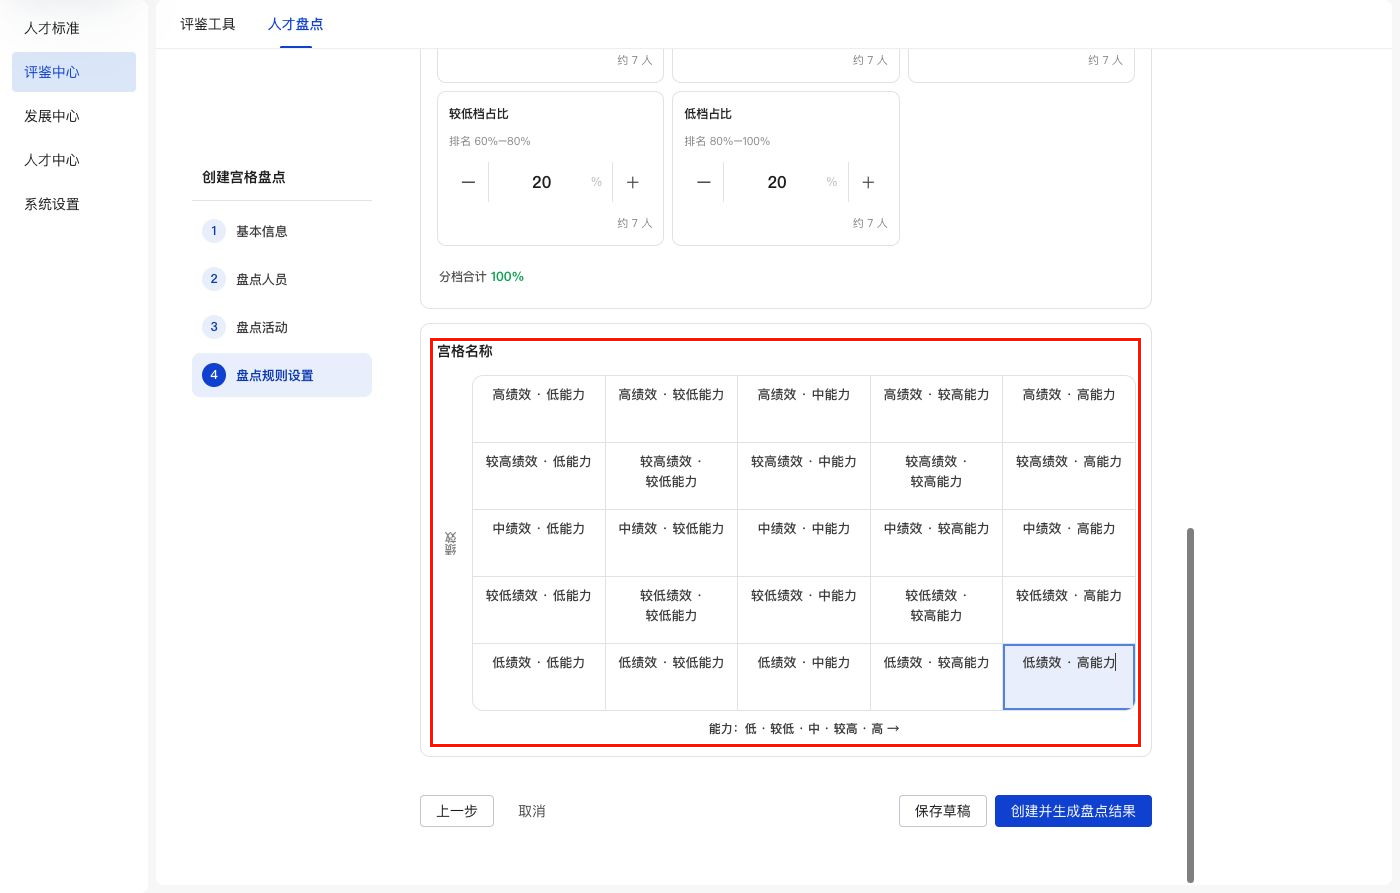 人才标准
评鉴中心
发展中心
人才中心
系统设置
评鉴工具
人才盘点
创建宫格盘点
1
基本信息
2
盘点人员
3
盘点活动
4
盘点规则设置
约 7 人
约 7 人
约 7 人
较低档占比
排名 60%—80%
— 20 % +
约 7 人
低档占比
排名 80%—100%
— 20 % +
约 7 人
分档合计 100%
宫格名称
绩效
高绩效 · 低能力
高绩效 · 较低能力
高绩效 · 中能力
高绩效 · 较高能力
高绩效 · 高能力
较高绩效 · 低能力
较高绩效 ·
较低能力
较高绩效 · 中能力
较高绩效 ·
较高能力
较高绩效 · 高能力
中绩效 · 低能力
中绩效 · 较低能力
中绩效 · 中能力
中绩效 · 较高能力
中绩效 · 高能力
较低绩效 · 低能力
较低绩效 ·
较低能力
较低绩效 · 中能力
较低绩效 ·
较高能力
较低绩效 · 高能力
低绩效 · 低能力
低绩效 · 较低能力
低绩效 · 中能力
低绩效 · 较高能力
低绩效 · 高能力
能力：低 · 较低 · 中 · 较高 · 高 →
上一步
取消
保存草稿
创建并生成盘点结果